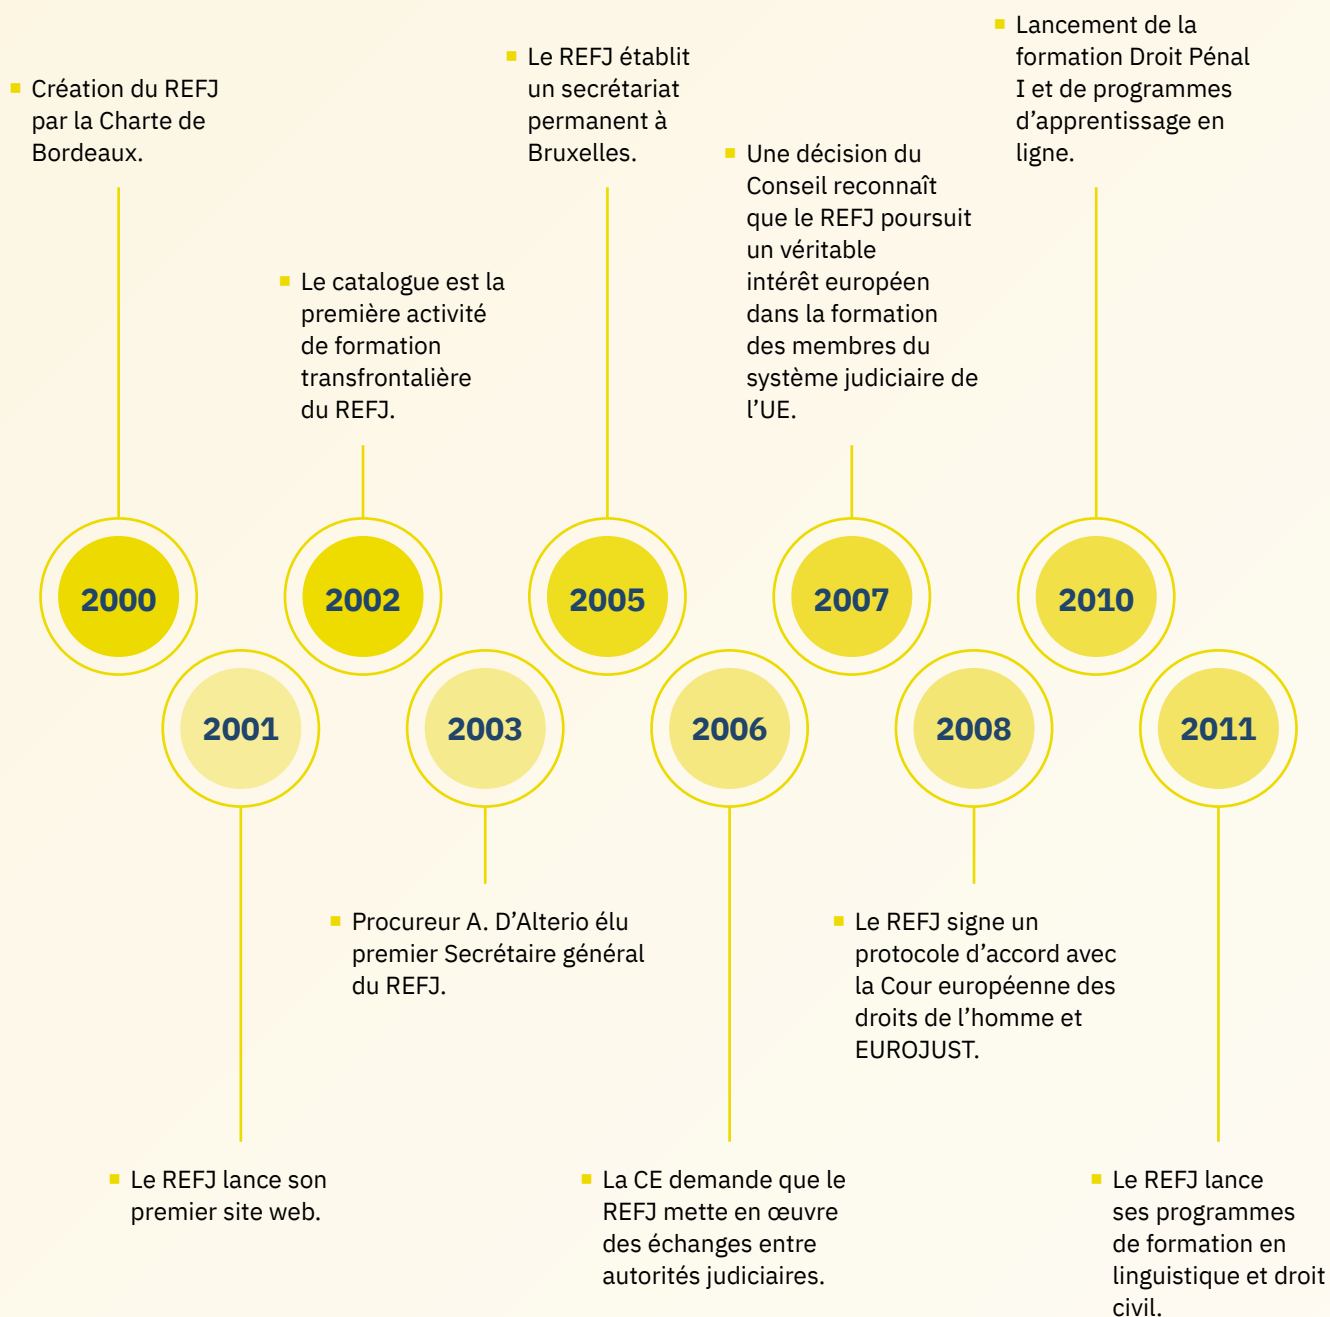 Création du REFJ
par la Charte de
Bordeaux.
Le catalogue est la
première activité
de formation
transfrontalière
du REFJ.
Le REFJ établit
un secrétariat
permanent à
Bruxelles.
Une décision du
Conseil reconnaît
que le REFJ poursuit
un véritable
intérêt européen
dans la formation
des membres du
système judiciaire de
l’UE.
Lancement de la
formation Droit Pénal
I et de programmes
d’apprentissage en
ligne.
2000
2002
2005
2007
2010
2001
2003
2006
2008
2011
Le REFJ lance son
premier site web.
Procureur A. D’Alterio élu
premier Secrétaire général
du REFJ.
La CE demande que le
REFJ mette en œuvre
des échanges entre
autorités judiciaires.
Le REFJ signe un
protocole d’accord avec
la Cour européenne des
droits de l’homme et
EUROJUST.
Le REFJ lance
ses programmes
de formation en
linguistique et droit
civil.